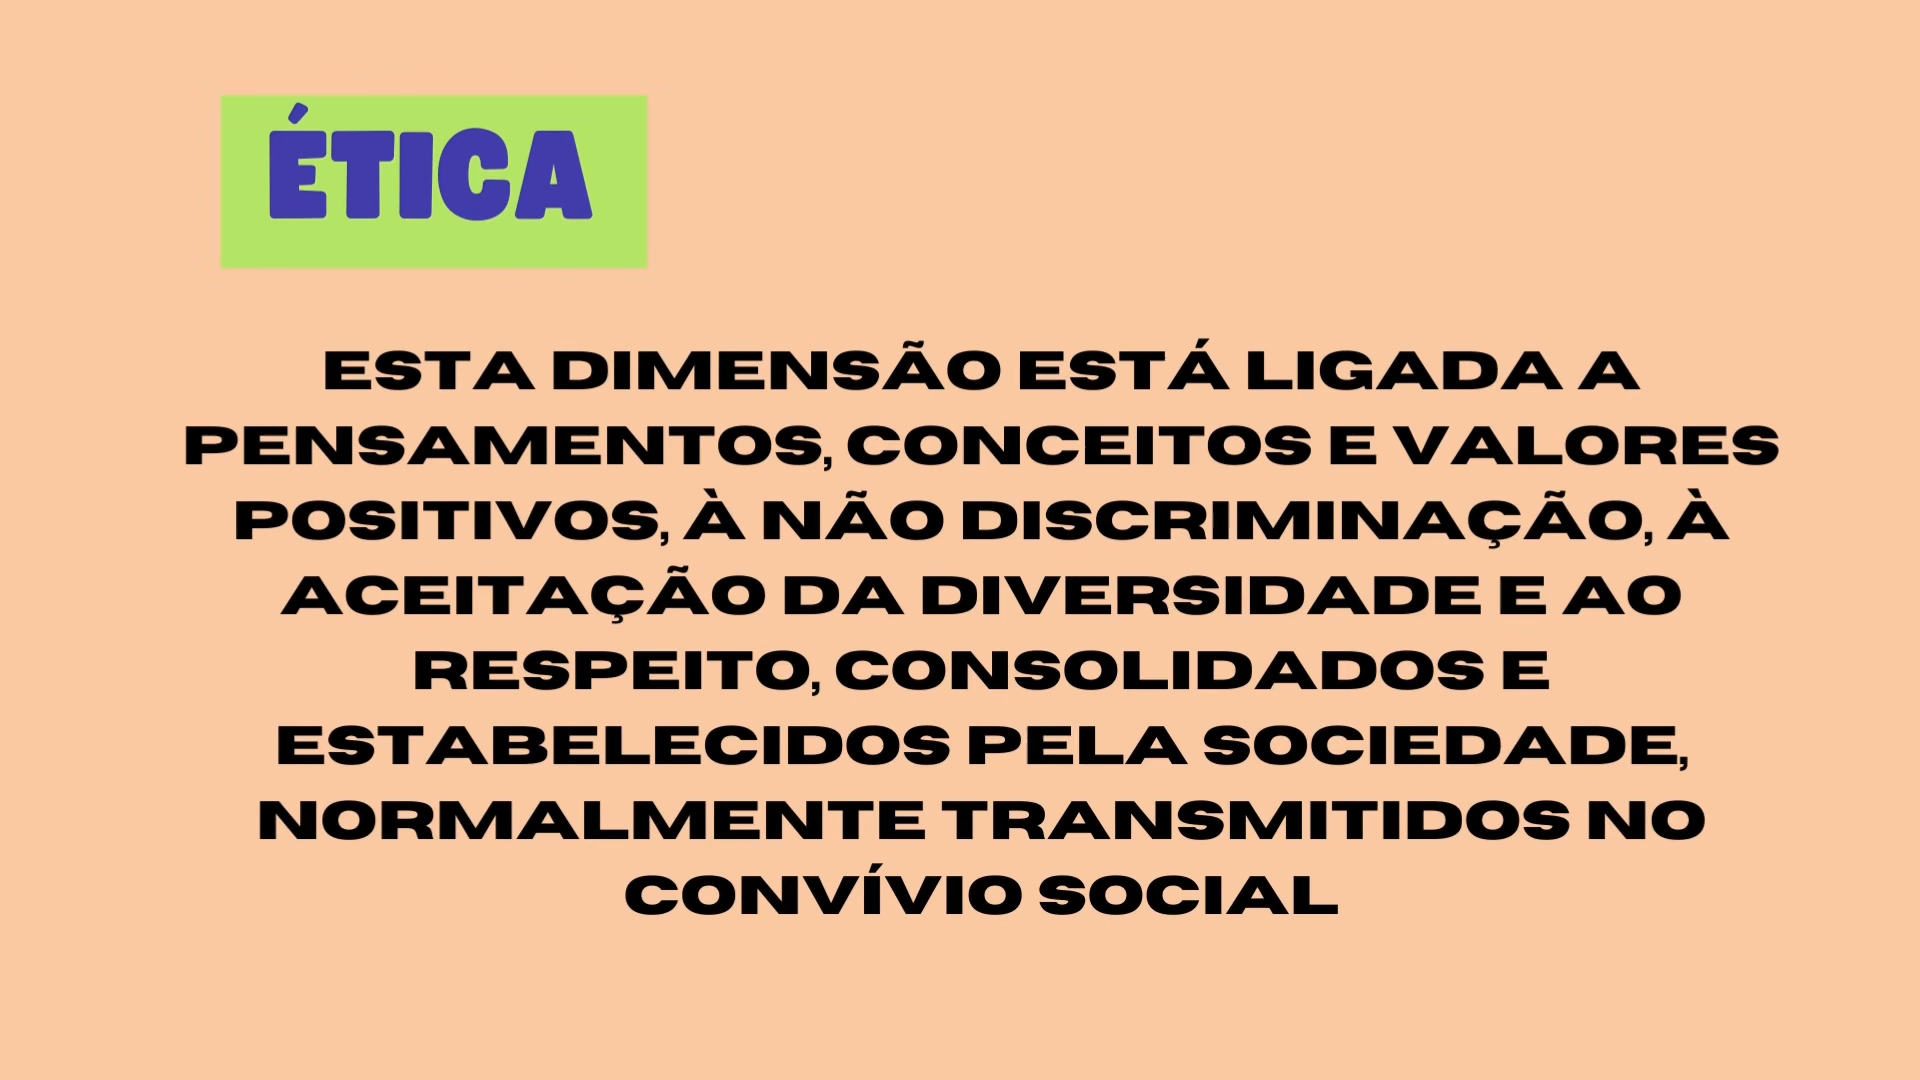 ÉTICA
ESTA DIMENSÃO ESTÁ LIGADA A
PENSAMENTOS, CONCEITOS E VALORES
POSITIVOS, À NÃO DISCRIMINAÇÃO, À
ACEITAÇÃO DA DIVERSIDADE E AO
RESPEITO, CONSOLIDADOS E
ESTABELECIDOS PELA SOCIEDADE,
NORMALMENTE TRANSMITIDOS NO
CONVÍVIO SOCIAL